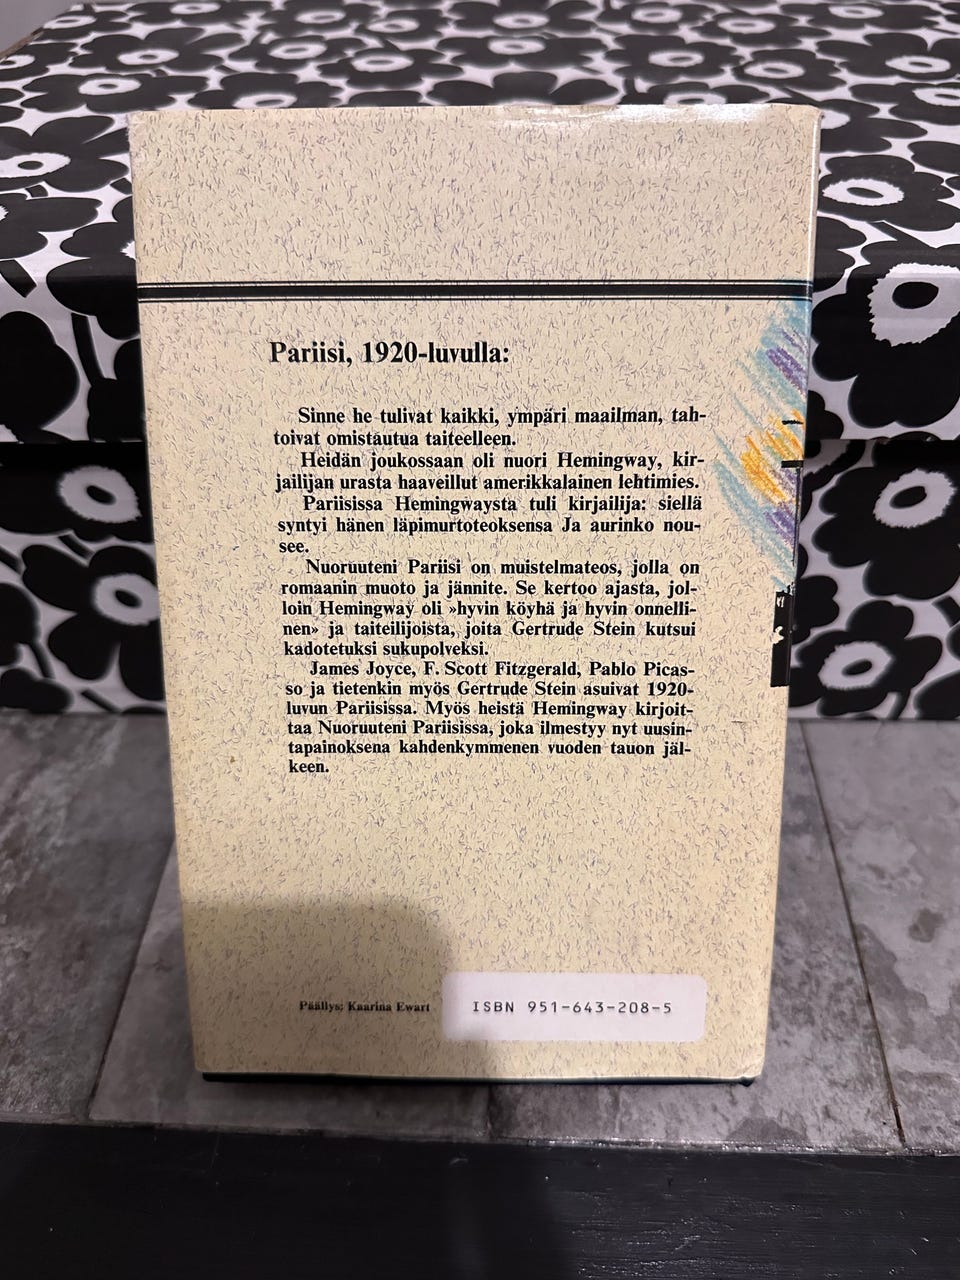 Pariisi, 1920-luvulla:
Sinne he tulivat kaikki, ympäri maailman, tah-
toivat omistautua taiteelleen.
Heidän joukossaan oli nuori Hemingway, kir-
jailijan urasta haaveillut amerikkalainen lehtimies.
Pariisissa Hemingwaysta tuli kirjailija: siellä
syntyi hänen läpimurtoteoksensa Ja aurinko nou-
see.
Nuoruuteni Pariisi on muistelmateos, jolla on
romaanin muoto ja jännite. Se kertoo ajasta, jol-
loin Hemingway oli »hyvin köyhä ja hyvin onnelli-
nen» ja taiteilijoista, joita Gertrude Stein kutsui
kadotetuksi sukupolveksi.
James Joyce, F. Scott Fitzgerald, Pablo Picas-
so ja tietenkin myös Gertrude Stein asuivat 1920-
luvun Pariisissa. Myös heistä Hemingway kirjoit-
taa Nuoruuteni Pariisissa, joka ilmestyy nyt uusin-
tapainoksena kahdenkymmenen vuoden tauon jäl-
keen.
Päällys: Kaarina Ewart
ISBN 951-643-208-5